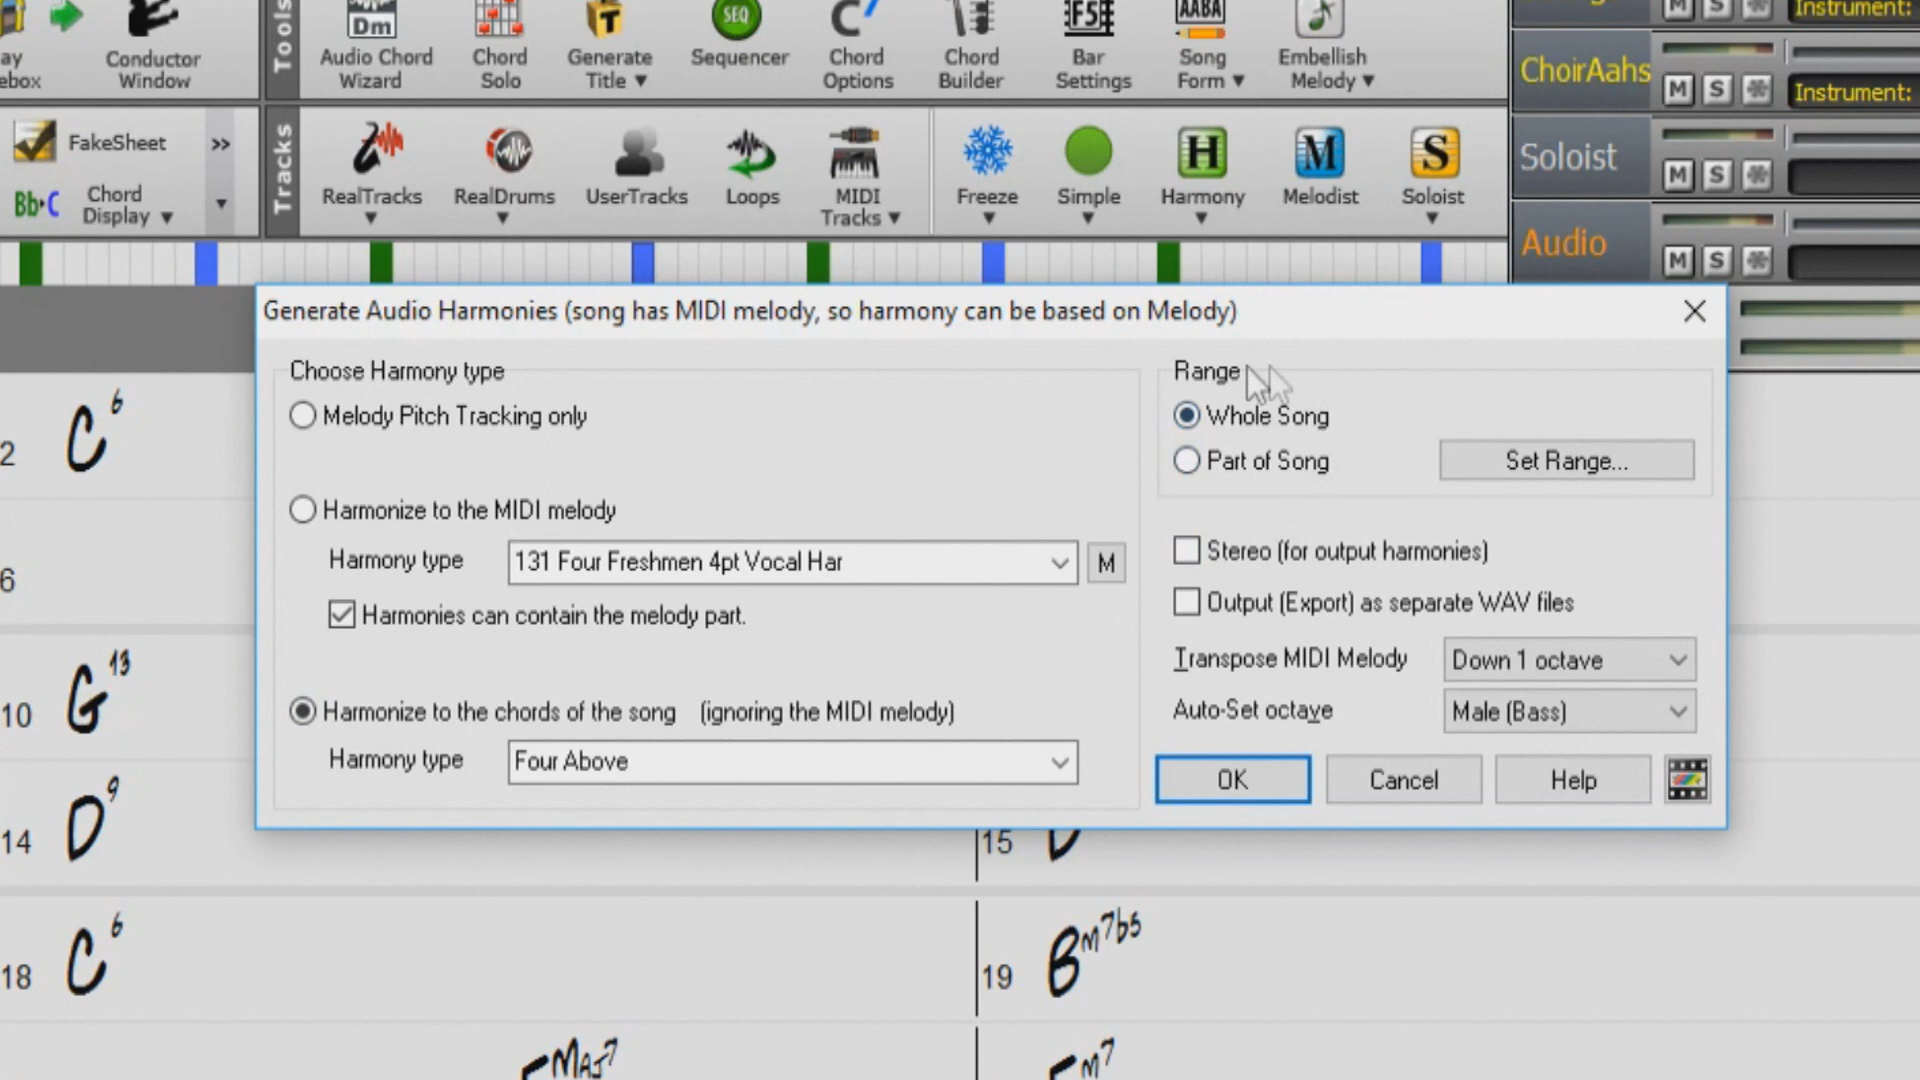 ay
ebox
Conductor
Window
Tools
Dm
Audio Chord
Wizard
Chord
Solo
T
Generate
Title ▼
SEQ
Sequencer
C7
Chord
Options
Chord
Builder
F5
Bar
Settings
AABA
Song
Form ▼
Embellish
Melody ▼
M S
Instrument:
ChoirAahs
M S
Instrument:
FakeSheet
»
Bb C
Chord
Display ▼
Tracks
RealTracks
RealDrums
UserTracks
Loops
MIDI
Tracks ▼
Freeze
Simple
H
Harmony
M
Melodist
S
Soloist
Soloist
M S
Audio
M S
Generate Audio Harmonies (song has MIDI melody, so harmony can be based on Melody)
Choose Harmony type
Melody Pitch Tracking only
Harmonize to the MIDI melody
Harmony type
131 Four Freshmen 4pt Vocal Har
M
Harmonies can contain the melody part.
Harmonize to the chords of the song (ignoring the MIDI melody)
Harmony type
Four Above
Range
Whole Song
Part of Song
Set Range...
Stereo (for output harmonies)
Output (Export) as separate WAV files
Transpose MIDI Melody
Down 1 octave
Auto-Set octave
Male (Bass)
OK
Cancel
Help
2 C6
6
10 G13
14 D9
15
18 C6
19 Bm7b5
Maj7
m7